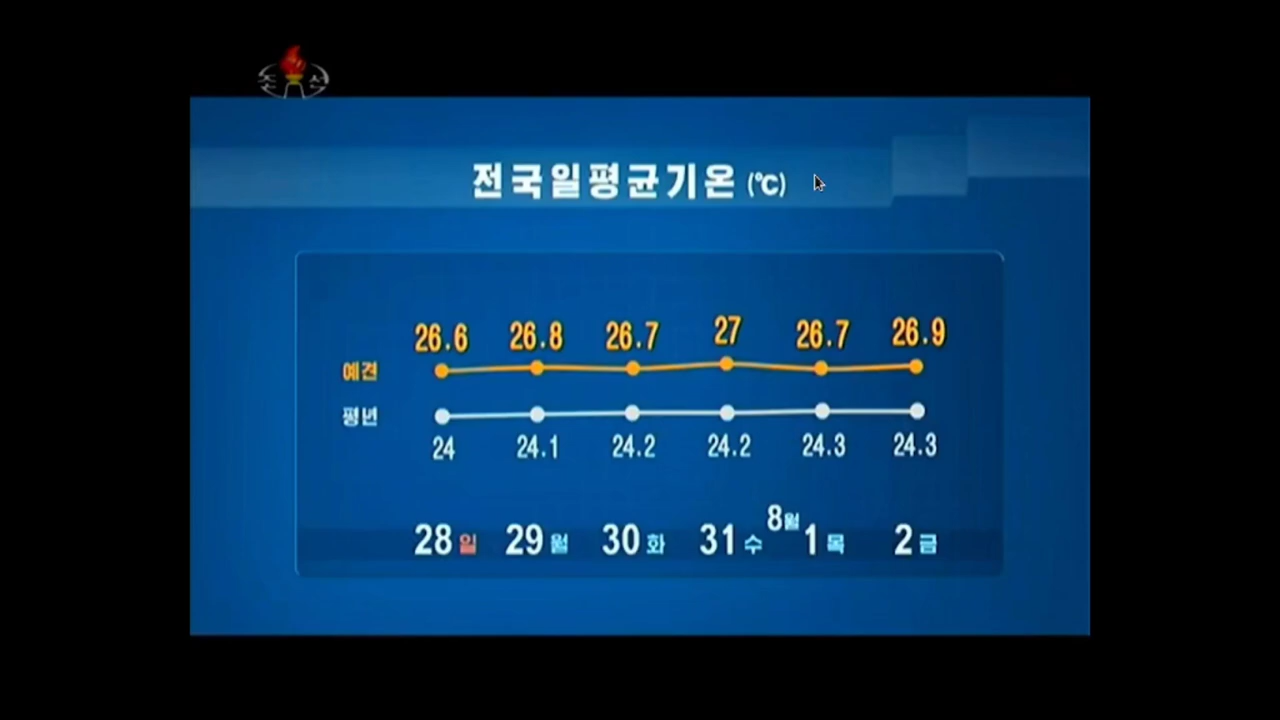 조선
전국일평균기온 (℃)
26.6 26.8 26.7 27 26.7 26.9
예견
평년
24 24.1 24.2 24.2 24.3 24.3
28 일 29 월 30 화 31 수 8월 1 목 2 금